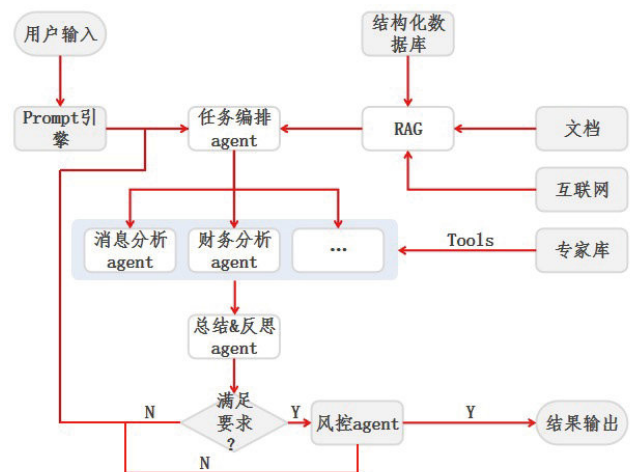 用户输入
结构化数
据库
Prompt引
擎
任务编排
agent
RAG
文档
互联网
消息分析
agent
财务分析
agent
...
Tools
专家库
总结&反思
agent
满足
要求
?
N
Y
风控agent
Y
结果输出
N